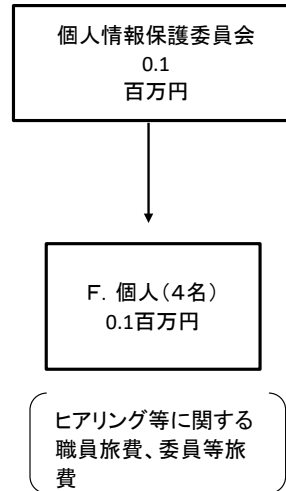 個人情報保護委員会
0.1
百万円
Ｆ．個人（４名）
0.1百万円
ヒアリング等に関する
職員旅費、委員等旅
費